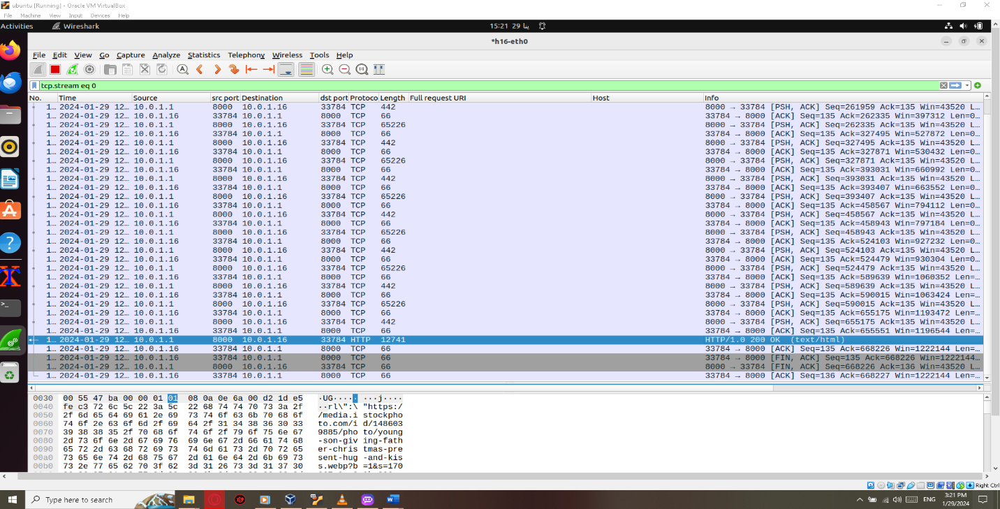 ubuntu [Running] - Oracle VM VirtualBox
File Machine View Input Devices Help
Activities Wireshark 15:21 29 ينا
*h16-eth0
File Edit View Go Capture Analyze Statistics Telephony Wireless Tools Help
tcp.stream eq 0
No. Time Source src port Destination dst port Protoco Length Full request URI Host Info
1… 2024-01-29 12… 10.0.1.1 8000 10.0.1.16 33784 TCP 442 8000 → 33784 [PSH, ACK] Seq=261959 Ack=135 Win=43520 L…
1… 2024-01-29 12… 10.0.1.16 33784 10.0.1.1 8000 TCP 66 33784 → 8000 [ACK] Seq=135 Ack=262335 Win=397312 Len=0…
1… 2024-01-29 12… 10.0.1.1 8000 10.0.1.16 33784 TCP 65226 8000 → 33784 [PSH, ACK] Seq=262335 Ack=135 Win=43520 L…
1… 2024-01-29 12… 10.0.1.16 33784 10.0.1.1 8000 TCP 66 33784 → 8000 [ACK] Seq=135 Ack=327495 Win=527872 Len=0…
1… 2024-01-29 12… 10.0.1.1 8000 10.0.1.16 33784 TCP 442 8000 → 33784 [PSH, ACK] Seq=327495 Ack=135 Win=43520 L…
1… 2024-01-29 12… 10.0.1.16 33784 10.0.1.1 8000 TCP 66 33784 → 8000 [ACK] Seq=135 Ack=327871 Win=530432 Len=0…
1… 2024-01-29 12… 10.0.1.1 8000 10.0.1.16 33784 TCP 65226 8000 → 33784 [PSH, ACK] Seq=327871 Ack=135 Win=43520 L…
1… 2024-01-29 12… 10.0.1.16 33784 10.0.1.1 8000 TCP 66 33784 → 8000 [ACK] Seq=135 Ack=393031 Win=660992 Len=0…
1… 2024-01-29 12… 10.0.1.1 8000 10.0.1.16 33784 TCP 442 8000 → 33784 [PSH, ACK] Seq=393031 Ack=135 Win=43520 L…
1… 2024-01-29 12… 10.0.1.16 33784 10.0.1.1 8000 TCP 66 33784 → 8000 [ACK] Seq=135 Ack=393407 Win=663552 Len=0…
1… 2024-01-29 12… 10.0.1.1 8000 10.0.1.16 33784 TCP 65226 8000 → 33784 [PSH, ACK] Seq=393407 Ack=135 Win=43520 L…
1… 2024-01-29 12… 10.0.1.16 33784 10.0.1.1 8000 TCP 66 33784 → 8000 [ACK] Seq=135 Ack=458567 Win=794112 Len=0…
1… 2024-01-29 12… 10.0.1.1 8000 10.0.1.16 33784 TCP 442 8000 → 33784 [PSH, ACK] Seq=458567 Ack=135 Win=43520 L…
1… 2024-01-29 12… 10.0.1.16 33784 10.0.1.1 8000 TCP 66 33784 → 8000 [ACK] Seq=135 Ack=458943 Win=797184 Len=0…
1… 2024-01-29 12… 10.0.1.1 8000 10.0.1.16 33784 TCP 65226 8000 → 33784 [PSH, ACK] Seq=458943 Ack=135 Win=43520 L…
1… 2024-01-29 12… 10.0.1.16 33784 10.0.1.1 8000 TCP 66 33784 → 8000 [ACK] Seq=135 Ack=524103 Win=927232 Len=0…
1… 2024-01-29 12… 10.0.1.1 8000 10.0.1.16 33784 TCP 442 8000 → 33784 [PSH, ACK] Seq=524103 Ack=135 Win=43520 L…
1… 2024-01-29 12… 10.0.1.16 33784 10.0.1.1 8000 TCP 66 33784 → 8000 [ACK] Seq=135 Ack=524479 Win=930304 Len=0…
1… 2024-01-29 12… 10.0.1.1 8000 10.0.1.16 33784 TCP 65226 8000 → 33784 [PSH, ACK] Seq=524479 Ack=135 Win=43520 L…
1… 2024-01-29 12… 10.0.1.16 33784 10.0.1.1 8000 TCP 66 33784 → 8000 [ACK] Seq=135 Ack=589639 Win=1060352 Len=…
1… 2024-01-29 12… 10.0.1.1 8000 10.0.1.16 33784 TCP 442 8000 → 33784 [PSH, ACK] Seq=589639 Ack=135 Win=43520 L…
1… 2024-01-29 12… 10.0.1.16 33784 10.0.1.1 8000 TCP 66 33784 → 8000 [ACK] Seq=135 Ack=590015 Win=1063424 Len=…
1… 2024-01-29 12… 10.0.1.1 8000 10.0.1.16 33784 TCP 65226 8000 → 33784 [PSH, ACK] Seq=590015 Ack=135 Win=43520 L…
1… 2024-01-29 12… 10.0.1.16 33784 10.0.1.1 8000 TCP 66 33784 → 8000 [ACK] Seq=135 Ack=655175 Win=1193472 Len=…
1… 2024-01-29 12… 10.0.1.1 8000 10.0.1.16 33784 TCP 442 8000 → 33784 [PSH, ACK] Seq=655175 Ack=135 Win=43520 L…
1… 2024-01-29 12… 10.0.1.16 33784 10.0.1.1 8000 TCP 66 33784 → 8000 [ACK] Seq=135 Ack=655551 Win=1196544 Len=…
1… 2024-01-29 12… 10.0.1.1 8000 10.0.1.16 33784 HTTP 12741 HTTP/1.0 200 OK (text/html)
1… 2024-01-29 12… 10.0.1.16 33784 10.0.1.1 8000 TCP 66 33784 → 8000 [ACK] Seq=135 Ack=668226 Win=1222144 Len=…
1… 2024-01-29 12… 10.0.1.16 33784 10.0.1.1 8000 TCP 66 33784 → 8000 [FIN, ACK] Seq=135 Ack=668226 Win=1222144…
1… 2024-01-29 12… 10.0.1.1 8000 10.0.1.16 33784 TCP 66 8000 → 33784 [FIN, ACK] Seq=668226 Ack=136 Win=43520 L…
1… 2024-01-29 12… 10.0.1.16 33784 10.0.1.1 8000 TCP 66 33784 → 8000 [ACK] Seq=136 Ack=668227 Win=1222144 Len=…
0030 00 55 47 ba 00 00 01 01 08 0a 0e 6a 00 d2 1d e5 ·UG····· ···j····
0040 fe c3 72 6c 5c 22 3a 5c 22 68 74 74 70 73 3a 2f ··rl\":\ "https:/
0050 2f 6d 65 64 69 61 2e 69 73 74 6f 63 6b 70 68 6f /media.i stockpho
0060 74 6f 2e 63 6f 6d 2f 69 64 2f 31 34 38 36 30 33 to.com/i d/148603
0070 39 38 38 35 2f 70 68 6f 74 6f 2f 79 6f 75 6e 67 9885/pho to/young
0080 2d 73 6f 6e 2d 67 69 76 69 6e 67 2d 66 61 74 68 -son-giv ing-fath
0090 65 72 2d 63 68 72 69 73 74 6d 61 73 2d 70 72 65 er-chris tmas-pre
00a0 73 65 6e 74 2d 68 75 67 2d 61 6e 64 2d 6b 69 73 sent-hug -and-kis
00b0 73 2e 77 65 62 70 3f 62 3d 31 26 73 3d 31 37 30 s.webp?b =1&s=170
Right Ctrl
Type here to search
ENG
3:21 PM
1/29/2024